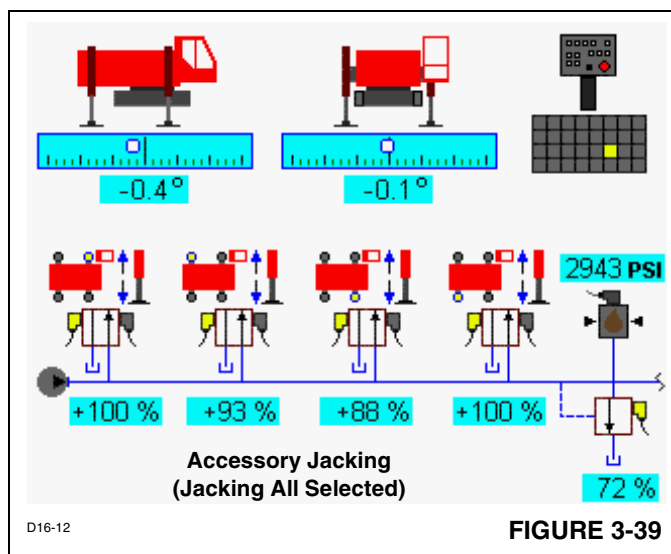 -0.4°
-0.1°
2943 PSI
+100 %
+93 %
+88 %
+100 %
Accessory Jacking
(Jacking All Selected)
72 %
D16-12
FIGURE 3-39